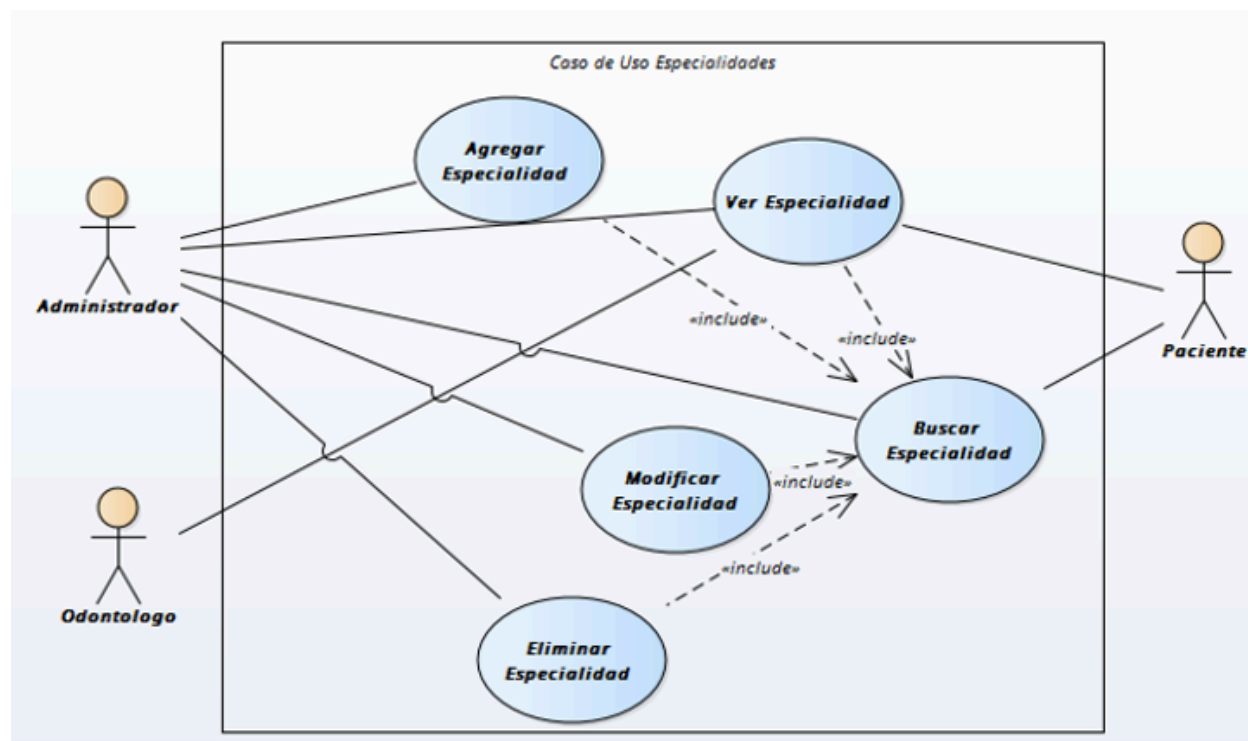 Caso de Uso Especialidades
Agregar
Especialidad
Ver Especialidad
Administrador
«include»
«include»
Paciente
Buscar
Especialidad
Modificar
Especialidad
«include»
Odontologo
«include»
Eliminar
Especialidad